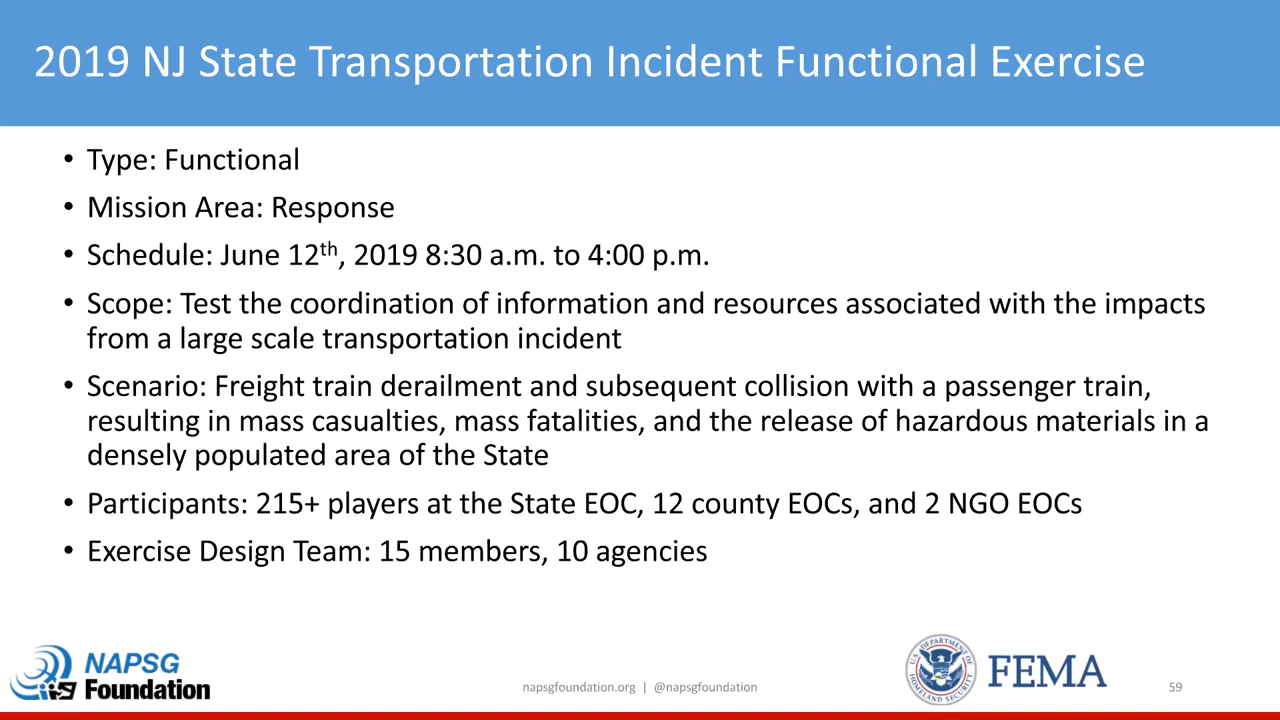 2019 NJ State Transportation Incident Functional Exercise
• Type: Functional
• Mission Area: Response
• Schedule: June 12th, 2019 8:30 a.m. to 4:00 p.m.
• Scope: Test the coordination of information and resources associated with the impacts
from a large scale transportation incident
• Scenario: Freight train derailment and subsequent collision with a passenger train,
resulting in mass casualties, mass fatalities, and the release of hazardous materials in a
densely populated area of the State
• Participants: 215+ players at the State EOC, 12 county EOCs, and 2 NGO EOCs
• Exercise Design Team: 15 members, 10 agencies
NAPSG
Foundation
napsgfoundation.org | @napsgfoundation
U.S. DEPARTMENT OF
HOMELAND SECURITY
FEMA
59